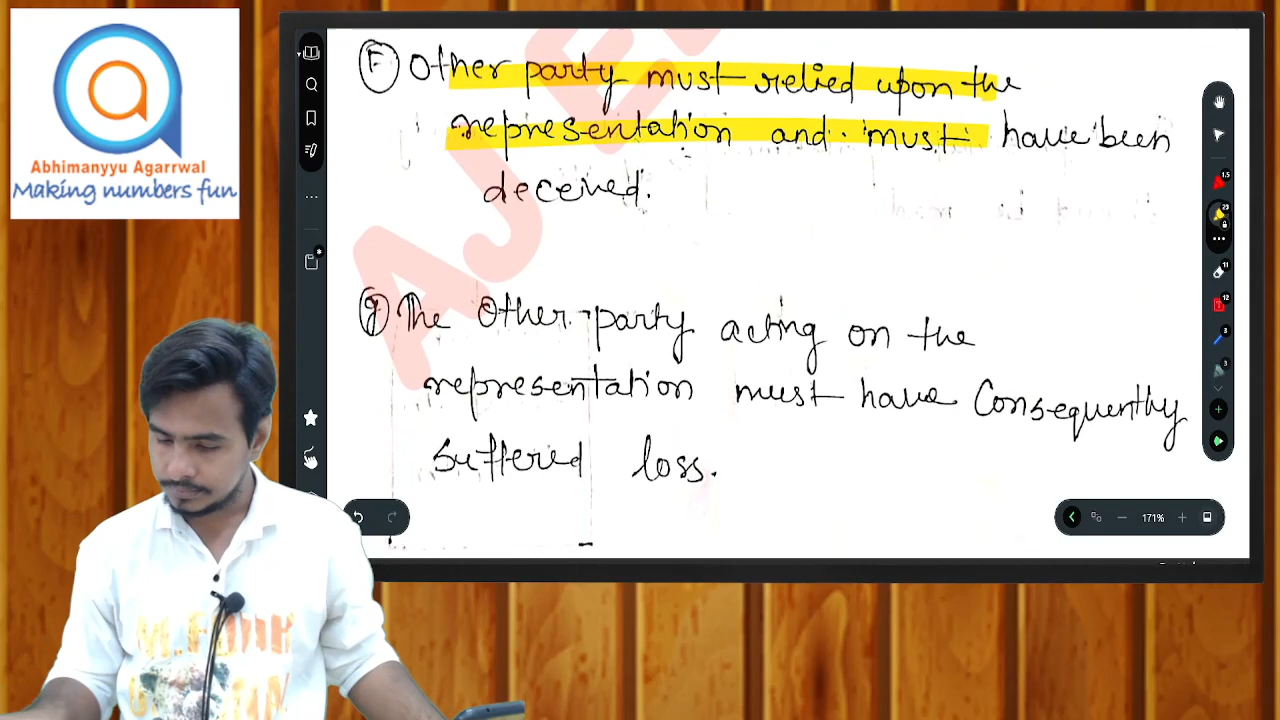 Abhimanyyu Agarrwal
Making numbers fun
AJE
(F) Other party must relied upon the
representation and must have been
deceived.
(g) The Other party acting on the
representation must have Consequently
suffered loss.
171%